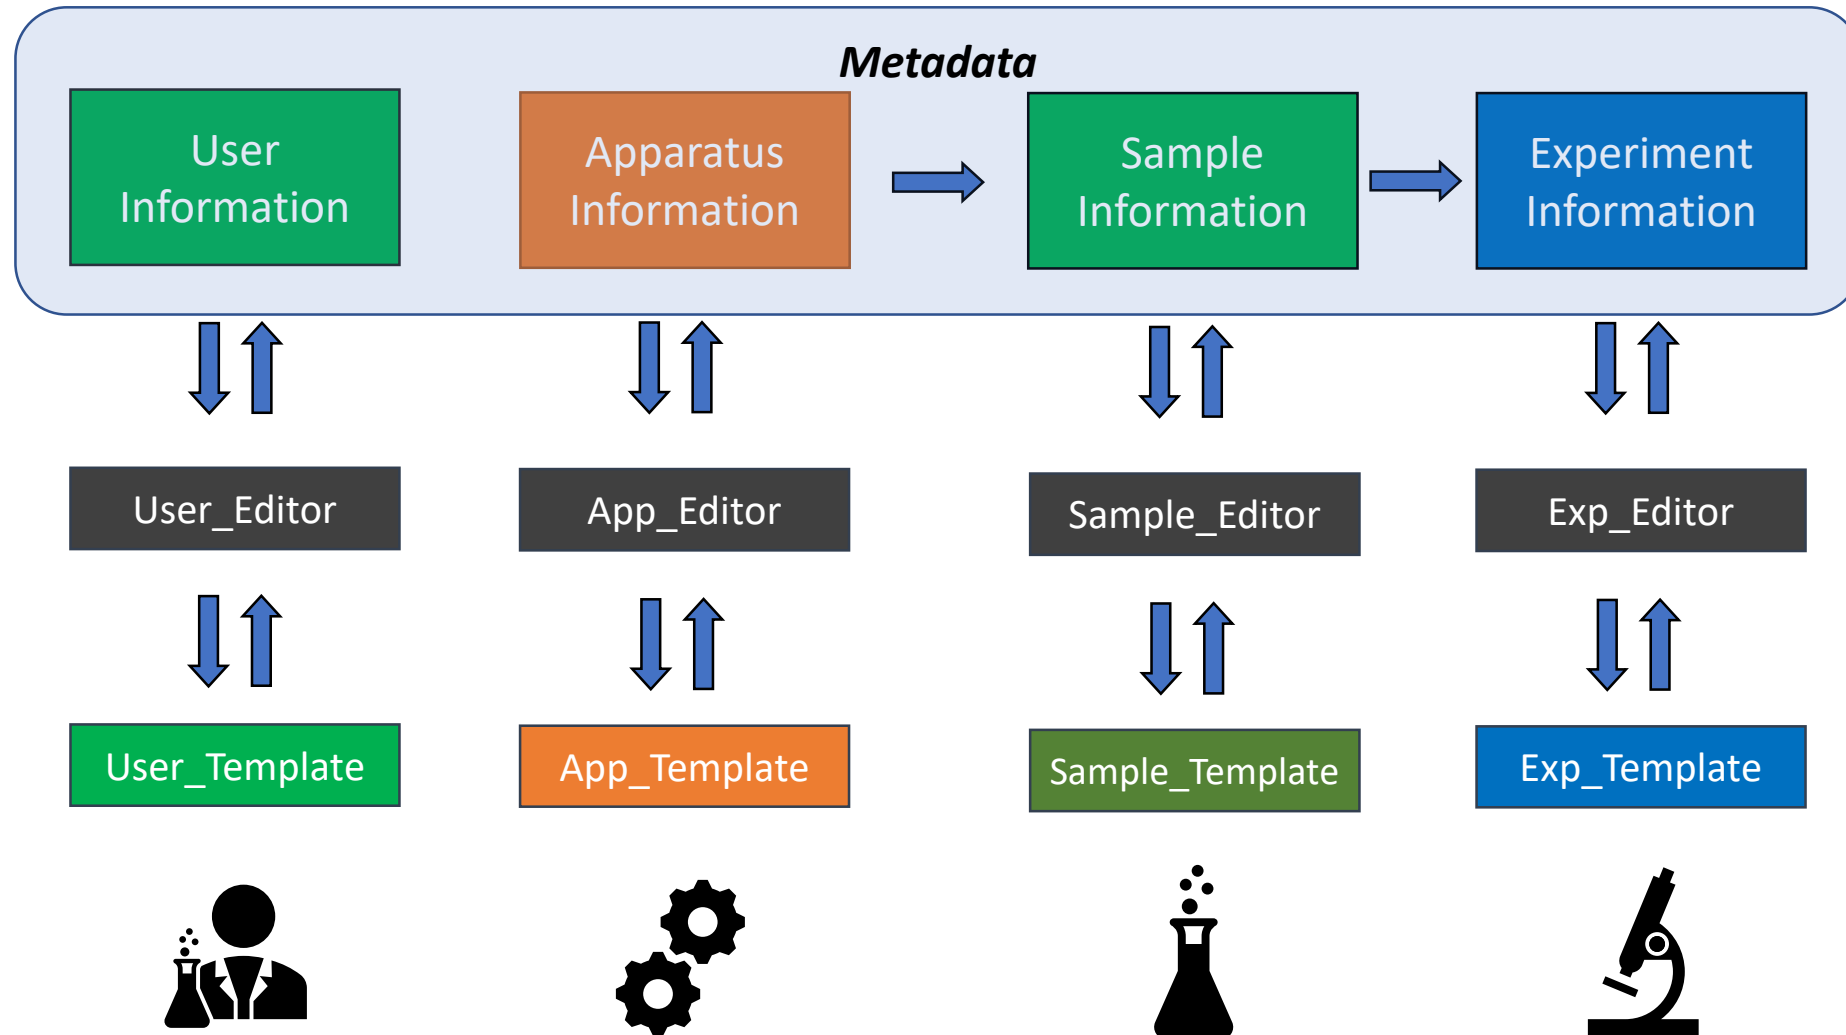 Metadata
User
Information
Apparatus
Information
Sample
Information
Experiment
Information
User_Editor
App_Editor
Sample_Editor
Exp_Editor
User_Template
App_Template
Sample_Template
Exp_Template